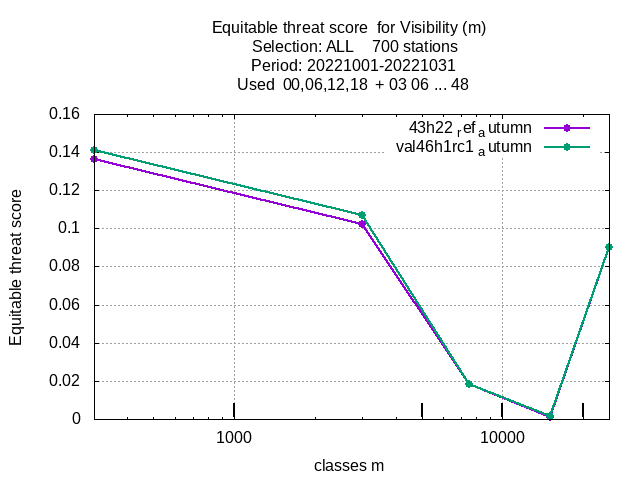 Equitable threat score  for Visibility (m)
Selection: ALL    700 stations
Period: 20221001-20221031
Used  00,06,12,18  + 03 06 ... 48
43h22 ref autumn
val46h1rc1 autumn
Equitable threat score
0.16
0.14
0.12
0.1
0.08
0.06
0.04
0.02
0
1000 10000
classes m